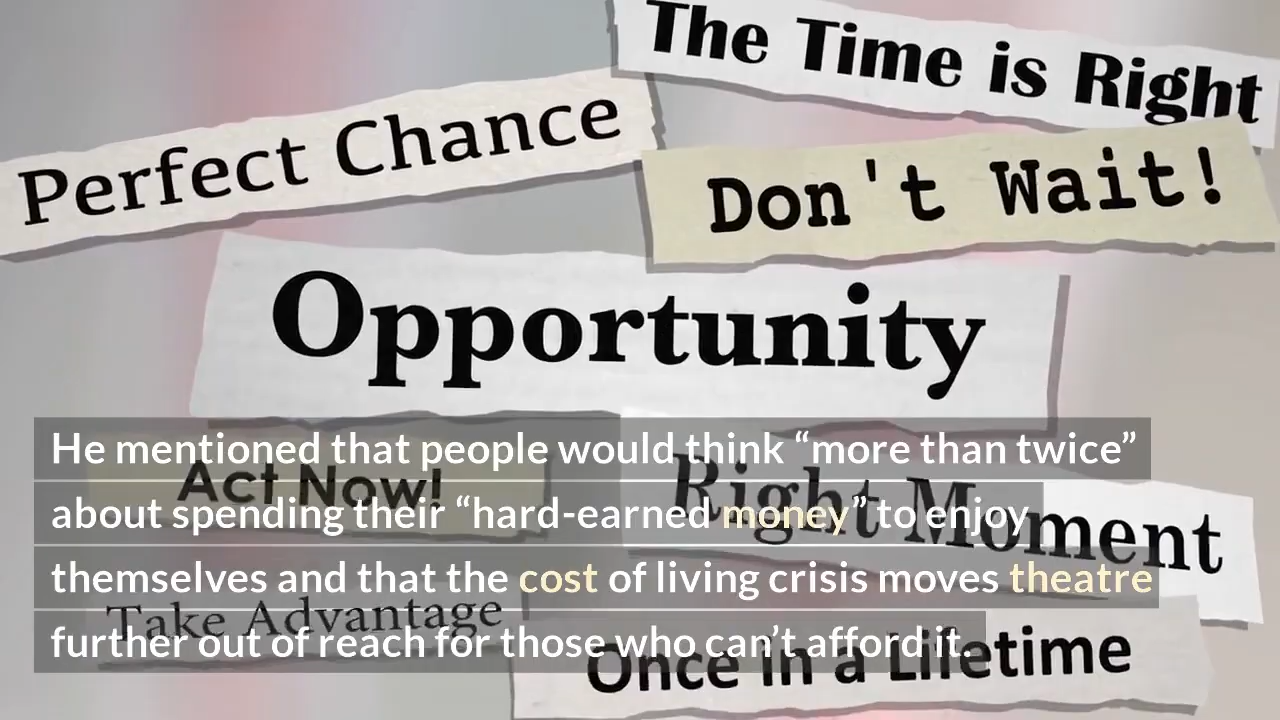 The Time is Right
Perfect Chance
Don't Wait!
Opportunity
He mentioned that people would think “more than twice”
about spending their “hard-earned money” to enjoy
themselves and that the cost of living crisis moves theatre
further out of reach for those who can’t afford it.
Act Now!
Right Moment
Take Advantage
Once in a Lifetime